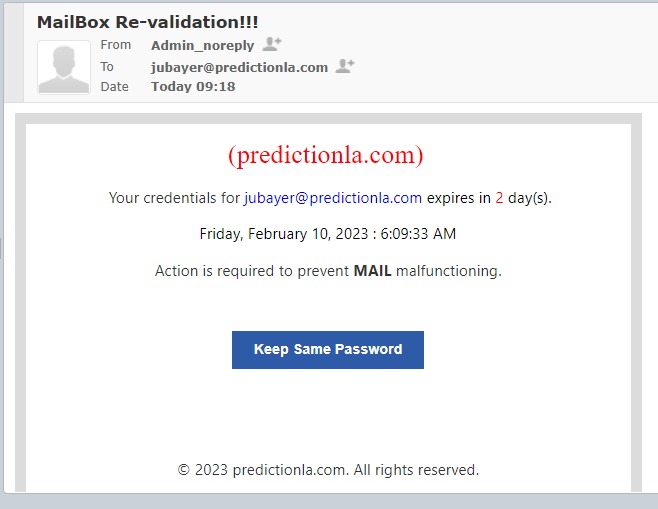 MailBox Re-validation!!!
From Admin_noreply
To jubayer@predictionla.com
Date Today 09:18
(predictionla.com)
Your credentials for jubayer@predictionla.com expires in 2 day(s).
Friday, February 10, 2023 : 6:09:33 AM
Action is required to prevent MAIL malfunctioning.
Keep Same Password
© 2023 predictionla.com. All rights reserved.